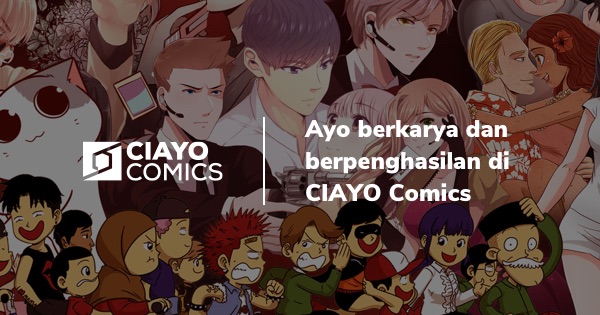 CIAYO
COMICS
Ayo berkarya dan
berpenghasilan di
CIAYO Comics